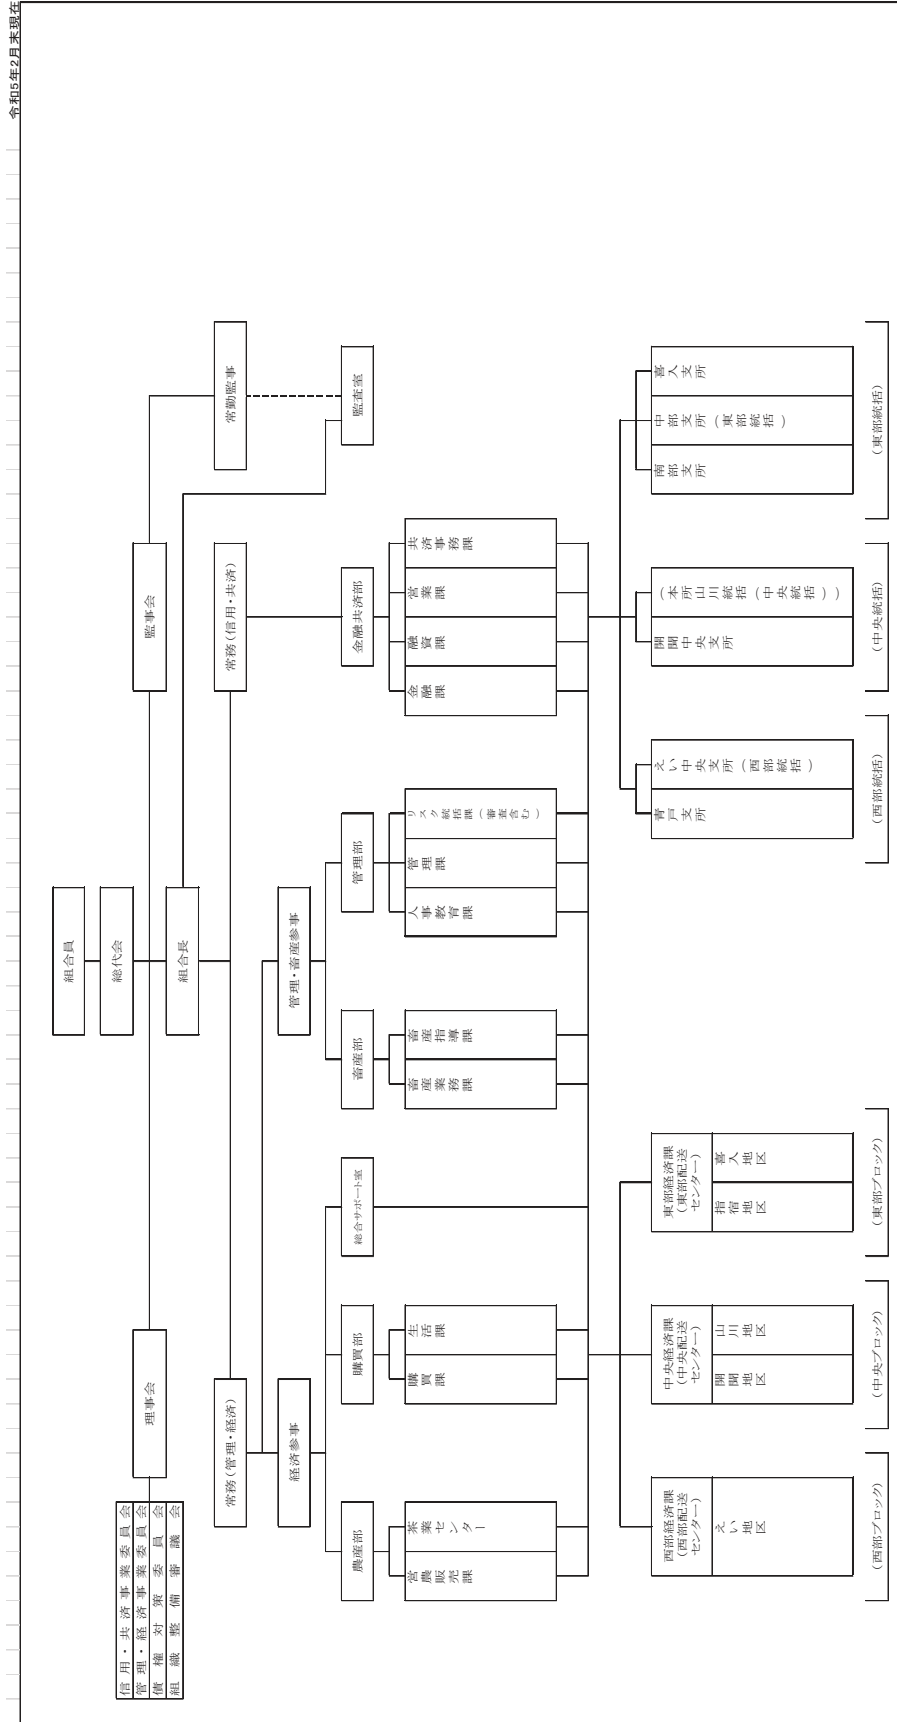 令和5年2月末現在
組合員
総代会
理事会
監事会
信用・共済事業委員会
管理・経済事業委員会
債権対策委員会
組織整備審議会
組合長
常務(管理・経済)
常務(信用・共済)
常勤監事
経済参事
管理・畜産参事
農産部
購買部
総合サポート室
畜産部
管理部
金融共済部
監査室
営農販売課
茶業センター
購買課
生活課
畜産業務課
畜産指導課
人事教育課
管理課
リスク統括課(審査含む)
金融課
融資課
営業課
共済事務課
西部経済課
(西部配送
センター)
えい地区
中央経済課
(中央配送
センター)
開聞地区
山川地区
東部経済課
(東部配送
センター)
指宿地区
喜入地区
青戸支所
えい中央支所(西部統括)
開聞中央支所
(本所山川統括(中央統括))
南部支所
中部支所(東部統括)
喜入支所
(西部ブロック)
(中央ブロック)
(東部ブロック)
(西部統括)
(中央統括)
(東部統括)